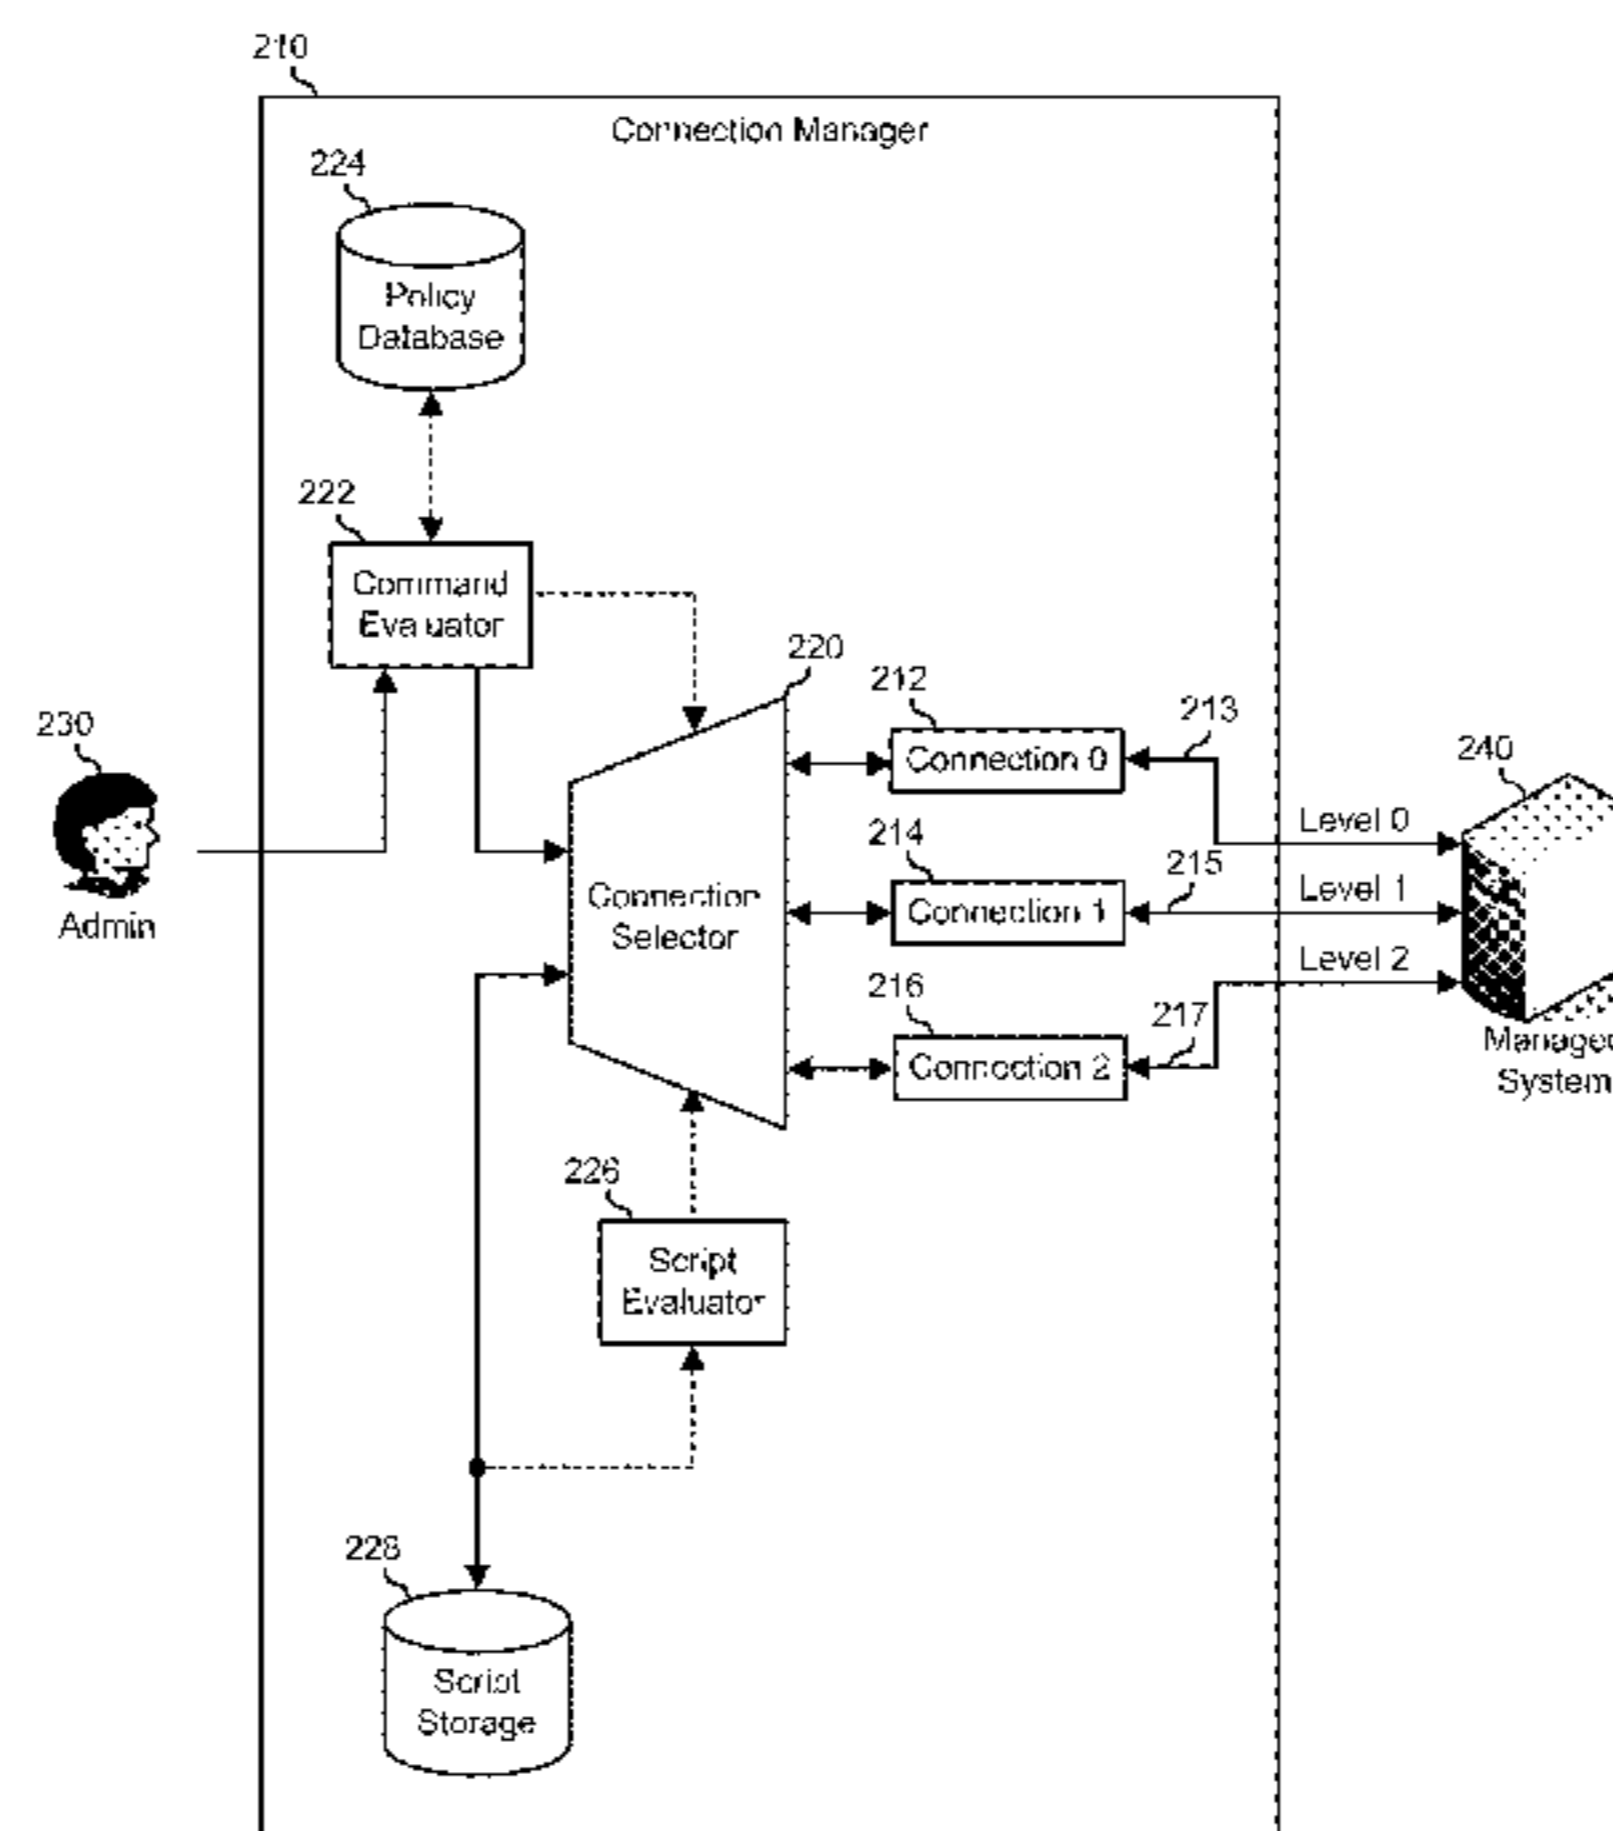 210
Connection Manager
224
Policy
Database
222
Command
Evaluator
220
212
213
230
Connection 0
240
Level 0
214
215
Level 1
Admin
Connection
Selector
Connection 1
Level 2
216
217
Connection 2
Managed
System
226
Script
Evaluator
228
Script
Storage